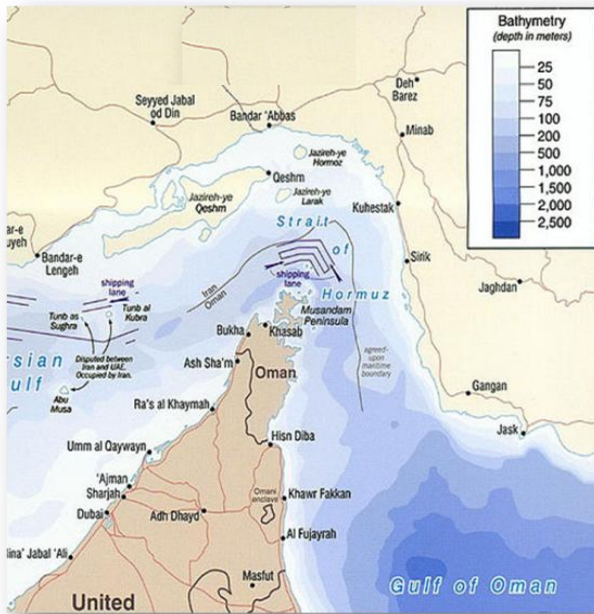 Bathymetry
(depth in meters)
25
50
75
100
200
500
1,000
1,500
2,000
2,500
Deh
Barez
Seyyed Jabal
od Din
Bandar 'Abbas
Minab
Jazireh-ye
Hormoz
Qeshm
Jazireh-ye
Larak
Jazireh-ye
Qeshm
Kuhestak
Strait
of
Hormuz
ar-e
uyeh
Bandar-e
Lengeh
Sirik
shipping
lane
Iran
Oman
shipping
lane
Jaghdan
Tunb as
Sughra
Tunb al
Kubra
Musandam
Peninsula
Bukha
Khasab
rsian
ulf
Disputed between
Iran and UAE.
Occupied by Iran.
agreed-
upon
maritime
boundary
Ash Sha'm
Oman
Abu
Musa
Gangan
Ra's al Khaymah
Jask
Umm al Qaywayn
Hisn Diba
'Ajman
Sharjah
Omani
enclave
Khawr Fakkan
Dubai
Adh Dhayd
Al Fujayrah
ina' Jabal 'Ali
Masfut
Gulf of Oman
United